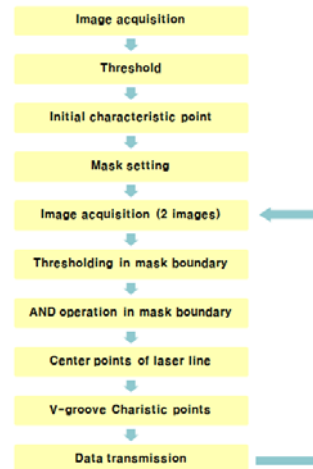 Image acquisition
Threshold
Initial characteristic point
Mask setting
Image acquisition (2 images)
Thresholding in mask boundary
AND operation in mask boundary
Center points of laser line
V-groove Charistic points
Data transmission